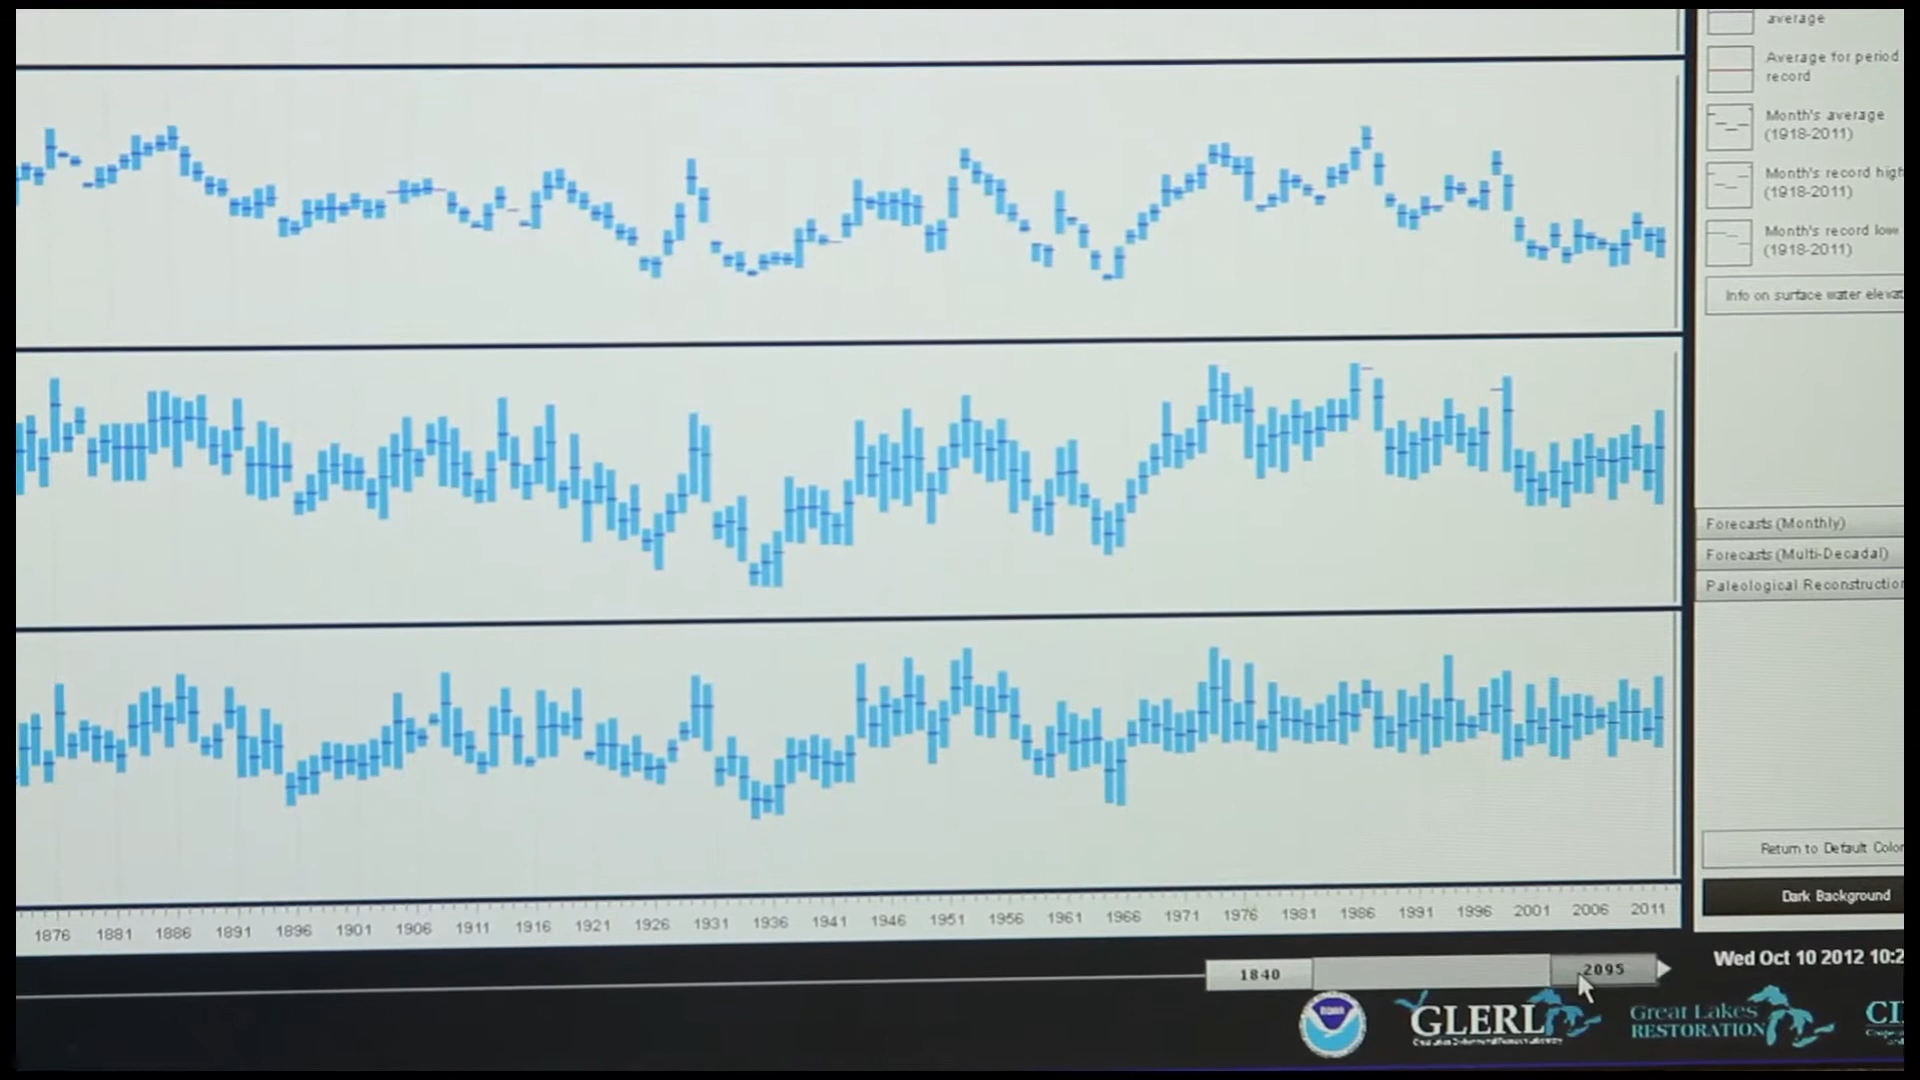 average
Average for period
record
Month's average
(1918-2011)
Month's record high
(1918-2011)
Month's record low
(1918-2011)
Info on surface water elevat
Forecasts (Monthly)
Forecasts (Multi-Decadal)
Paleological Reconstruction
Return to Default Color
Dark Background
1876 1881 1886 1891 1896 1901 1906 1911 1916 1921 1926 1931 1936 1941 1946 1951 1956 1961 1966 1971 1976 1981 1986 1991 1996 2001 2006 2011
1840
2095
Wed Oct 10 2012 10:2
NOAA
GLERL
Great Lakes
RESTORATION